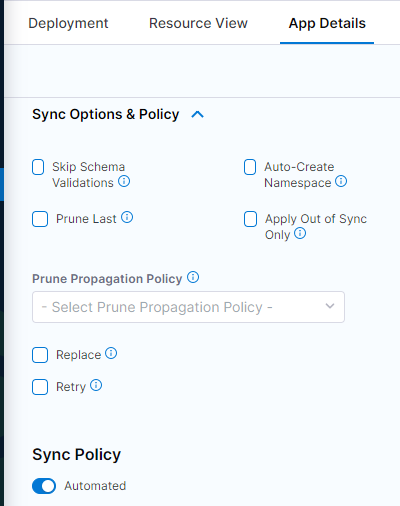 Deployment Resource View App Details
Sync Options & Policy
Skip Schema
Validations
Auto-Create
Namespace
Prune Last
Apply Out of Sync
Only
Prune Propagation Policy
- Select Prune Propagation Policy -
Replace
Retry
Sync Policy
Automated